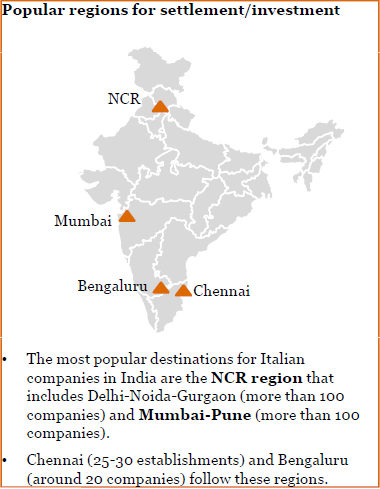 Popular regions for settlement/investment
NCR
Mumbai
Bengaluru
Chennai
• The most popular destinations for Italian
companies in India are the NCR region that
includes Delhi-Noida-Gurgaon (more than 100
companies) and Mumbai-Pune (more than 100
companies).
• Chennai (25-30 establishments) and Bengaluru
(around 20 companies) follow these regions.